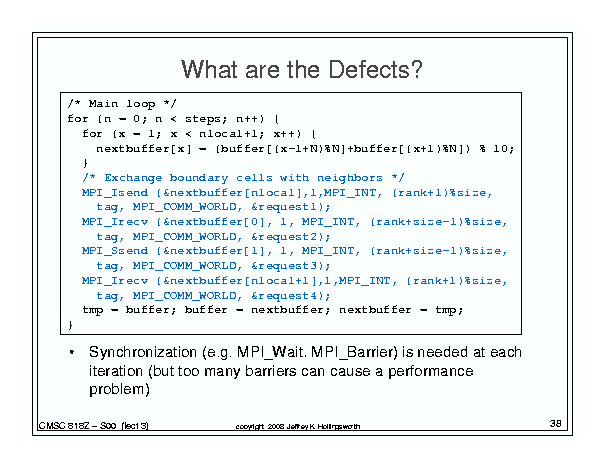 What are the Defects?
/* Main loop */
for (n = 0; n < steps; n++) {
for (x = 1; x < nlocal+1; x++) {
nextbuffer[x] = (buffer[(x-1+N)%N]+buffer[(x+1)%N]) % 10;
}
/* Exchange boundary cells with neighbors */
MPI_Isend (&nextbuffer[nlocal],1,MPI_INT, (rank+1)%size,
tag, MPI_COMM_WORLD, &request1);
MPI_Irecv (&nextbuffer[0], 1, MPI_INT, (rank+size-1)%size,
tag, MPI_COMM_WORLD, &request2);
MPI_Ssend (&nextbuffer[1], 1, MPI_INT, (rank+size-1)%size,
tag, MPI_COMM_WORLD, &request3);
MPI_Irecv (&nextbuffer[nlocal+1],1,MPI_INT, (rank+1)%size,
tag, MPI_COMM_WORLD, &request4);
tmp = buffer; buffer = nextbuffer; nextbuffer = tmp;
}
• Synchronization (e.g. MPI_Wait, MPI_Barrier) is needed at each
iteration (but too many barriers can cause a performance
problem)
CMSC 818Z – S00 (lect 3)
copyright 2008 Jeffrey K Hollingsworth
38